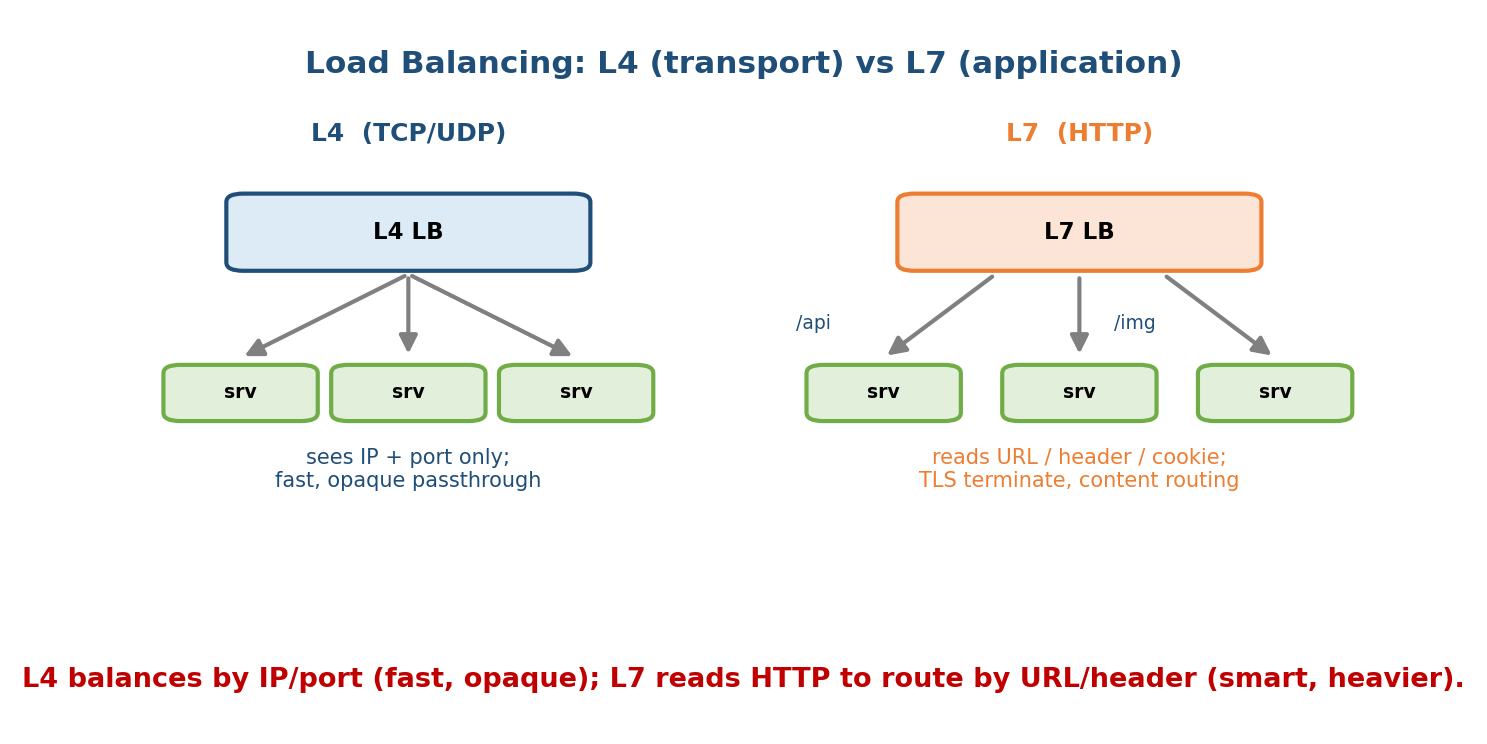 Load Balancing: L4 (transport) vs L7 (application)
L4  (TCP/UDP)
L7  (HTTP)
L4 LB
L7 LB
/api
/img
srv
srv
srv
srv
srv
srv
sees IP + port only;
fast, opaque passthrough
reads URL / header / cookie;
TLS terminate, content routing
L4 balances by IP/port (fast, opaque); L7 reads HTTP to route by URL/header (smart, heavier).